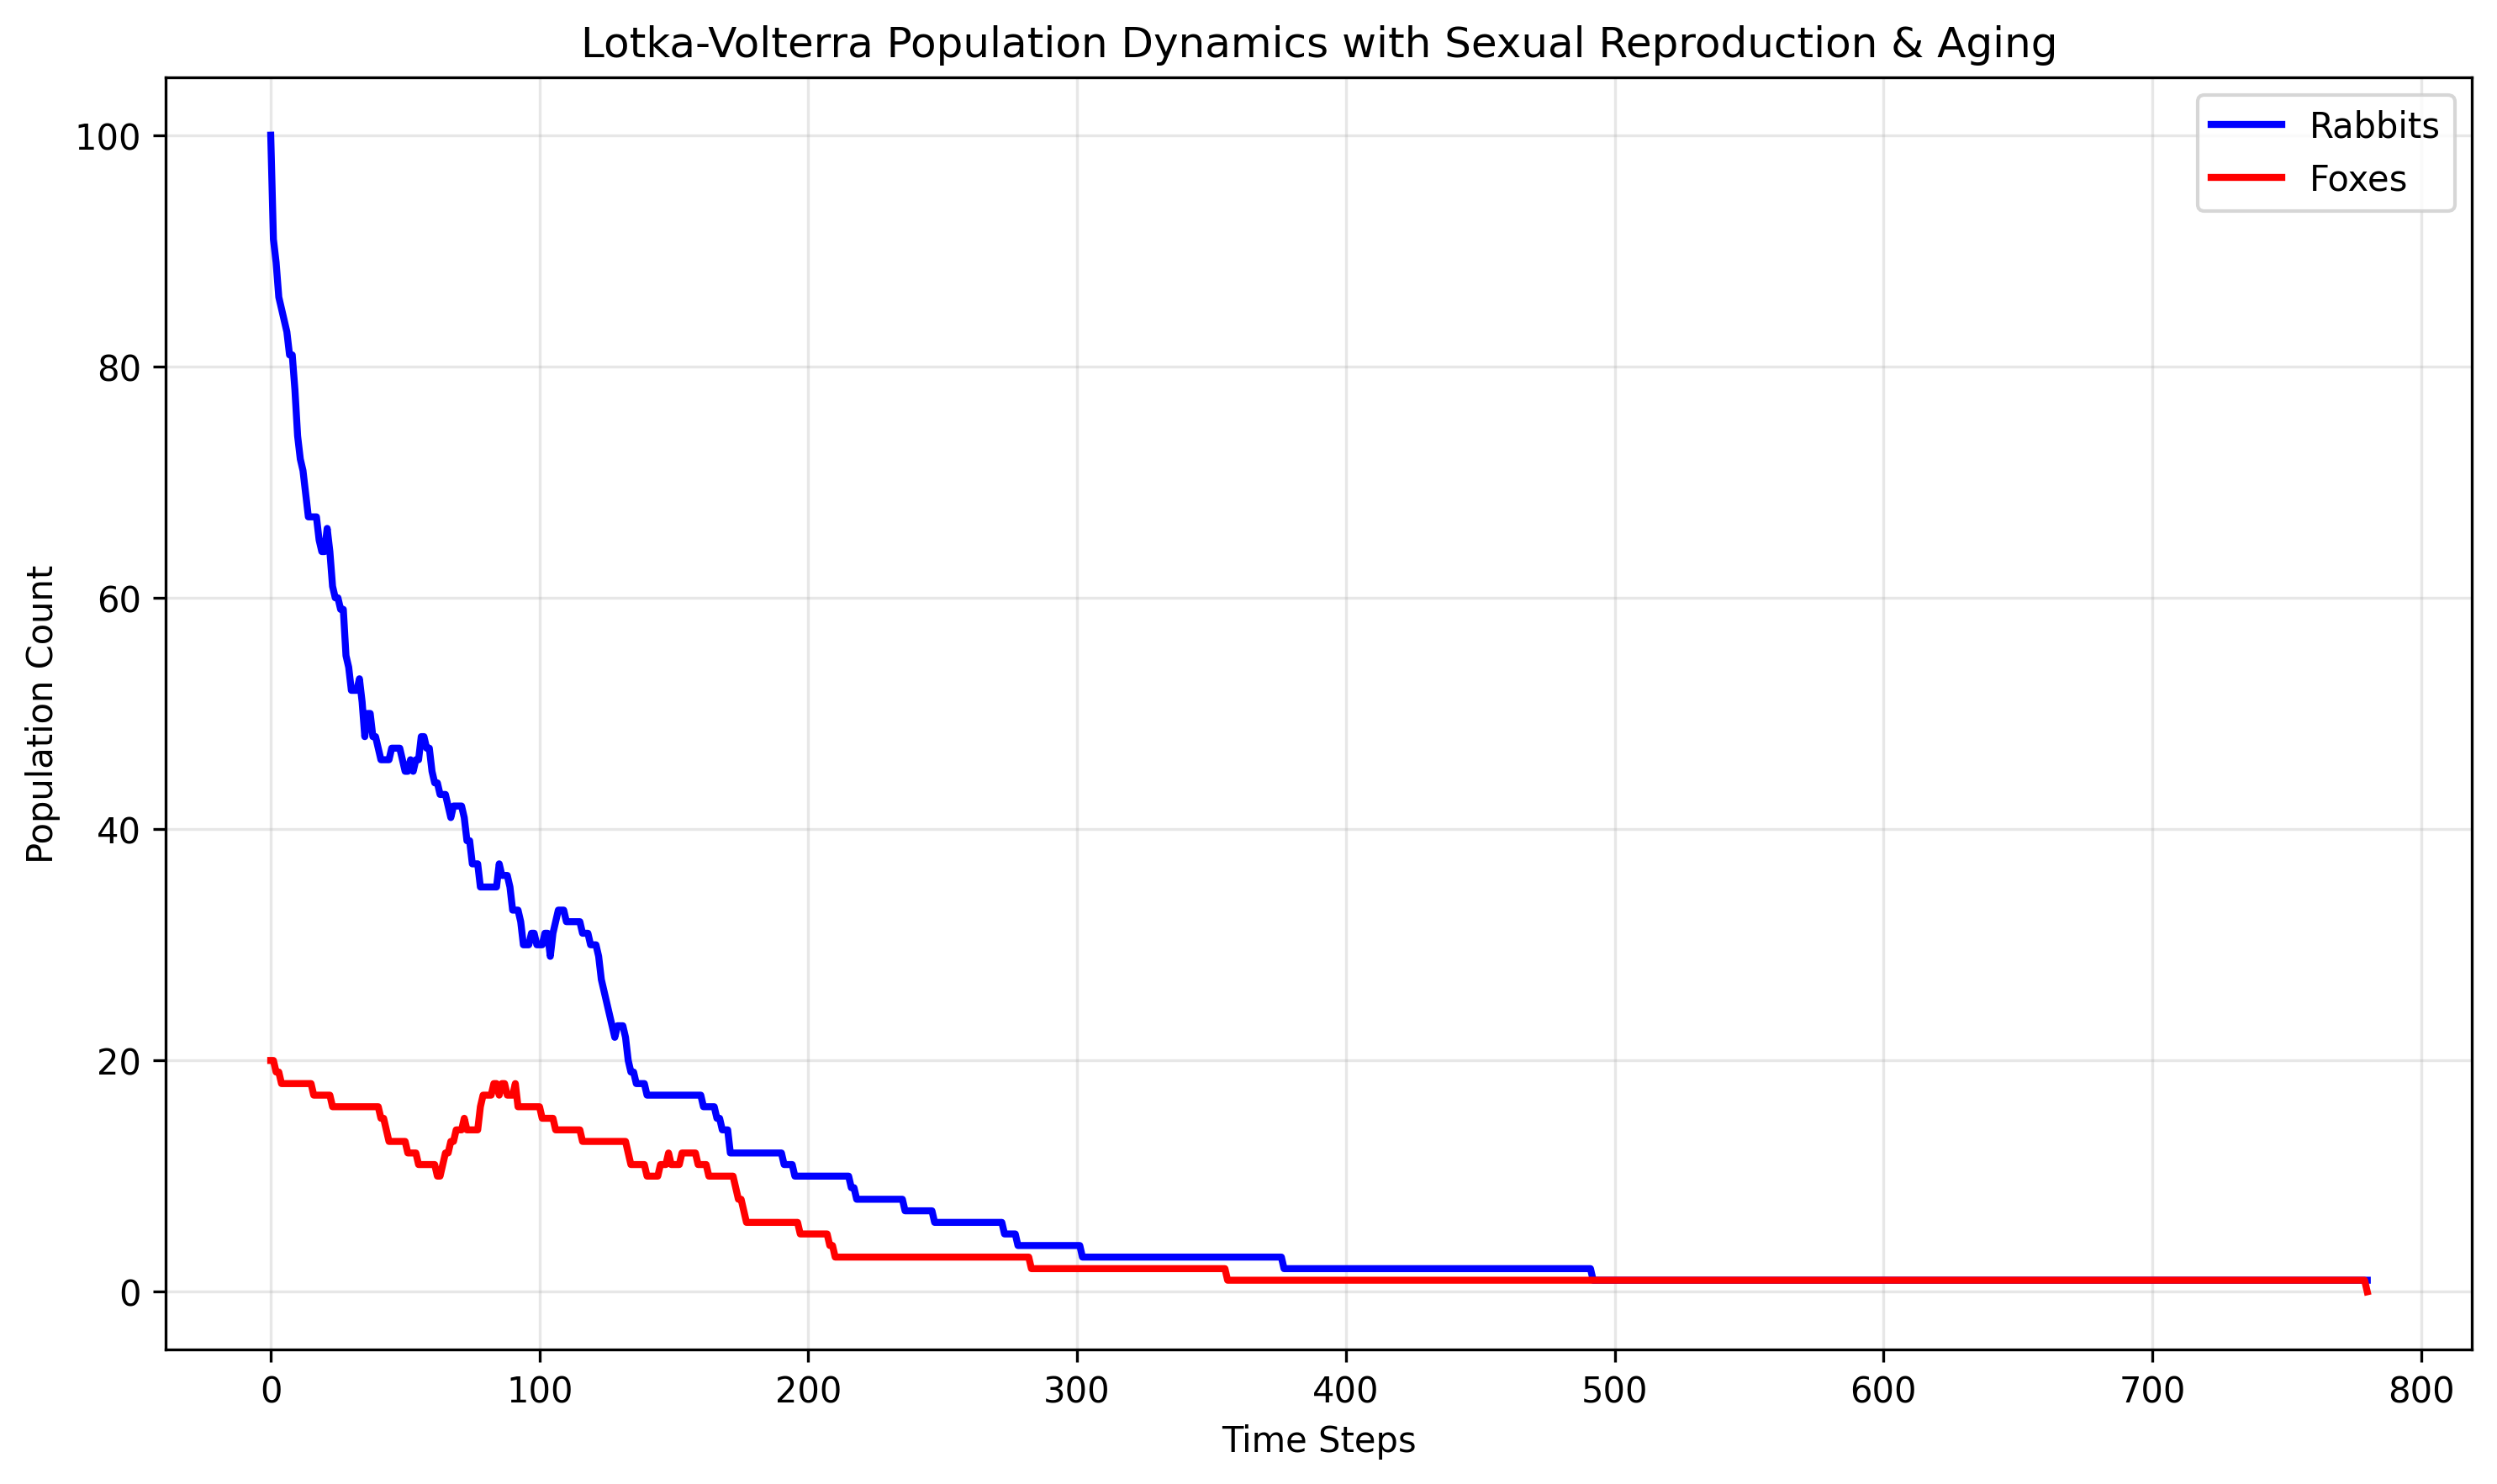 Lotka-Volterra Population Dynamics with Sexual Reproduction & Aging
Rabbits
Foxes
Population Count
100
80
60
40
20
0
0 100 200 300 400 500 600 700 800
Time Steps